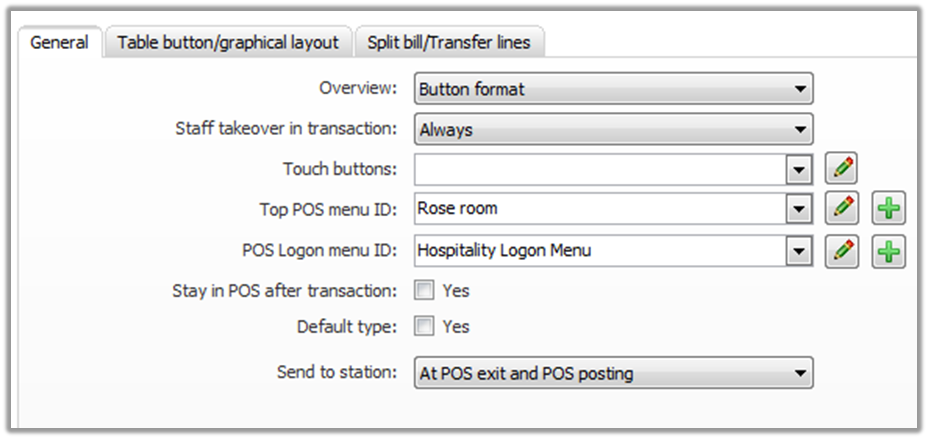 General Table button/graphical layout Split bill/Transfer lines
Overview: Button format
Staff takeover in transaction: Always
Touch buttons:
Top POS menu ID: Rose room
POS Logon menu ID: Hospitality Logon Menu
Stay in POS after transaction: Yes
Default type: Yes
Send to station: At POS exit and POS posting